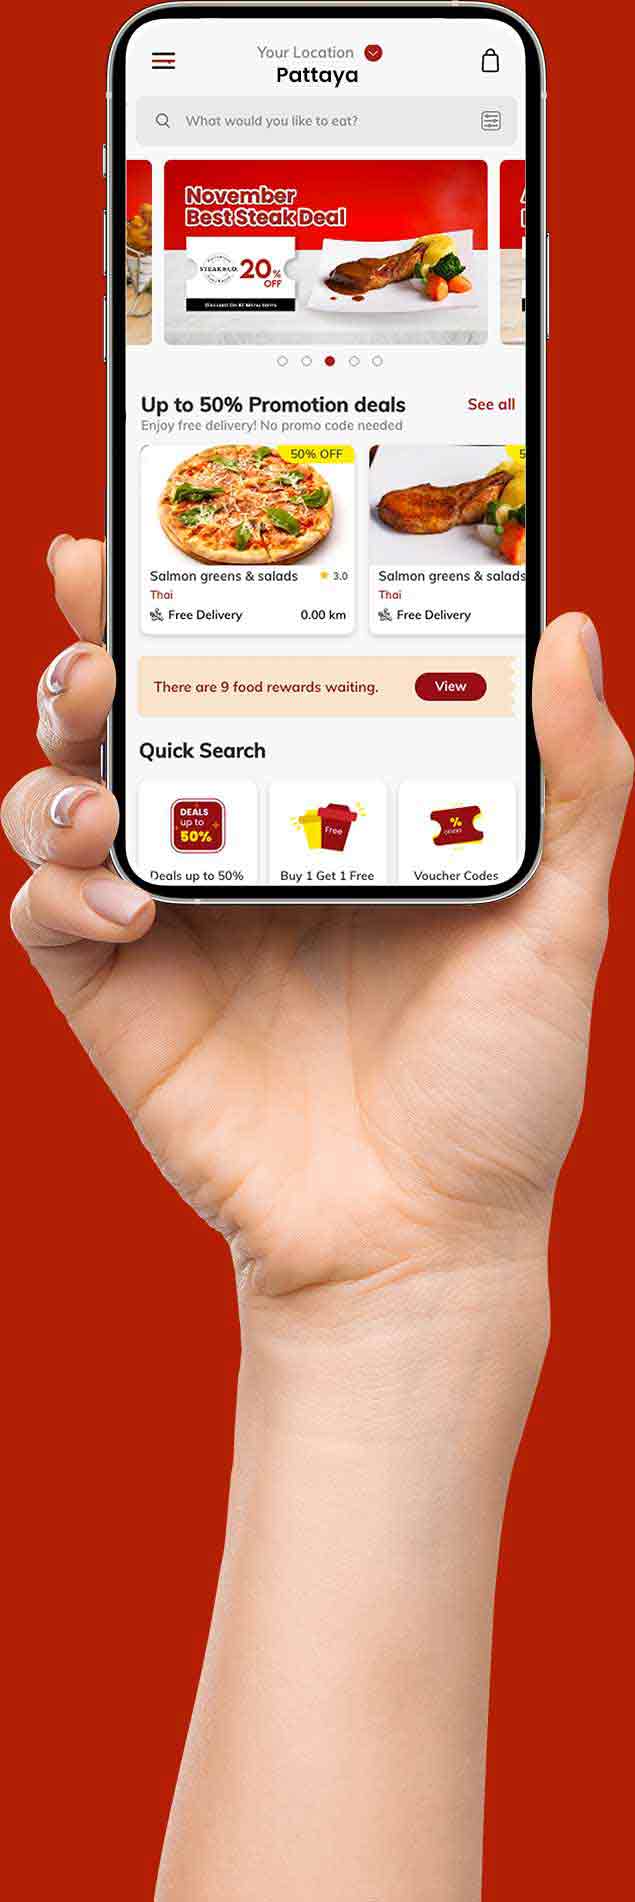 Your Location
Pattaya
What would you like to eat?
November
Best Steak Deal
STEAK&CO.
20%
OFF
Up to 50% Promotion deals
See all
Enjoy free delivery! No promo code needed
50% OFF
5
Salmon greens & salads
3.0
Thai
Free Delivery
0.00 km
Salmon greens & salads
Thai
Free Delivery
There are 9 food rewards waiting.
View
Quick Search
DEALS
up to
50%
Free
%
Deals up to 50%
Buy 1 Get 1 Free
Voucher Codes